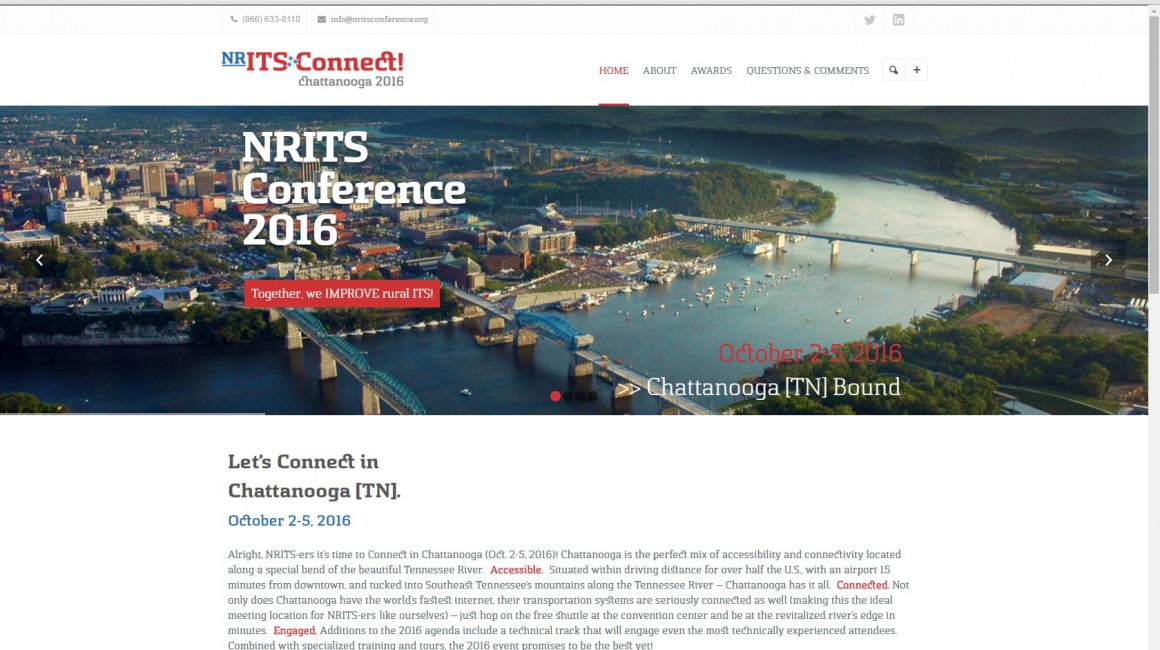 (866) 633-8110 info@nritsconference.org
NRITS Connect!
chattanooga 2016
HOME ABOUT AWARDS QUESTIONS & COMMENTS
NRITS
Conference
2016
Together, we IMPROVE rural ITS!
October 2-5, 2016
>> Chattanooga [TN] Bound
Let's Connect in
Chattanooga [TN].
October 2-5, 2016
Alright, NRITS-ers it's time to Connect in Chattanooga (Oct. 2-5, 2016)! Chattanooga is the perfect mix of accessibility and connectivity located
along a special bend of the beautiful Tennessee River. Accessible. Situated within driving distance for over half the U.S., with an airport 15
minutes from downtown, and tucked into Southeast Tennessee's mountains along the Tennessee River – Chattanooga has it all. Connected. Not
only does Chattanooga have the world's fastest internet, their transportation systems are seriously connected as well (making this the ideal
meeting location for NRITS-ers like ourselves) – just hop on the free shuttle at the convention center and be at the revitalized river's edge in
minutes. Engaged. Additions to the 2016 agenda include a technical track that will engage even the most technically experienced attendees.
Combined with specialized training and tours, the 2016 event promises to be the best yet!